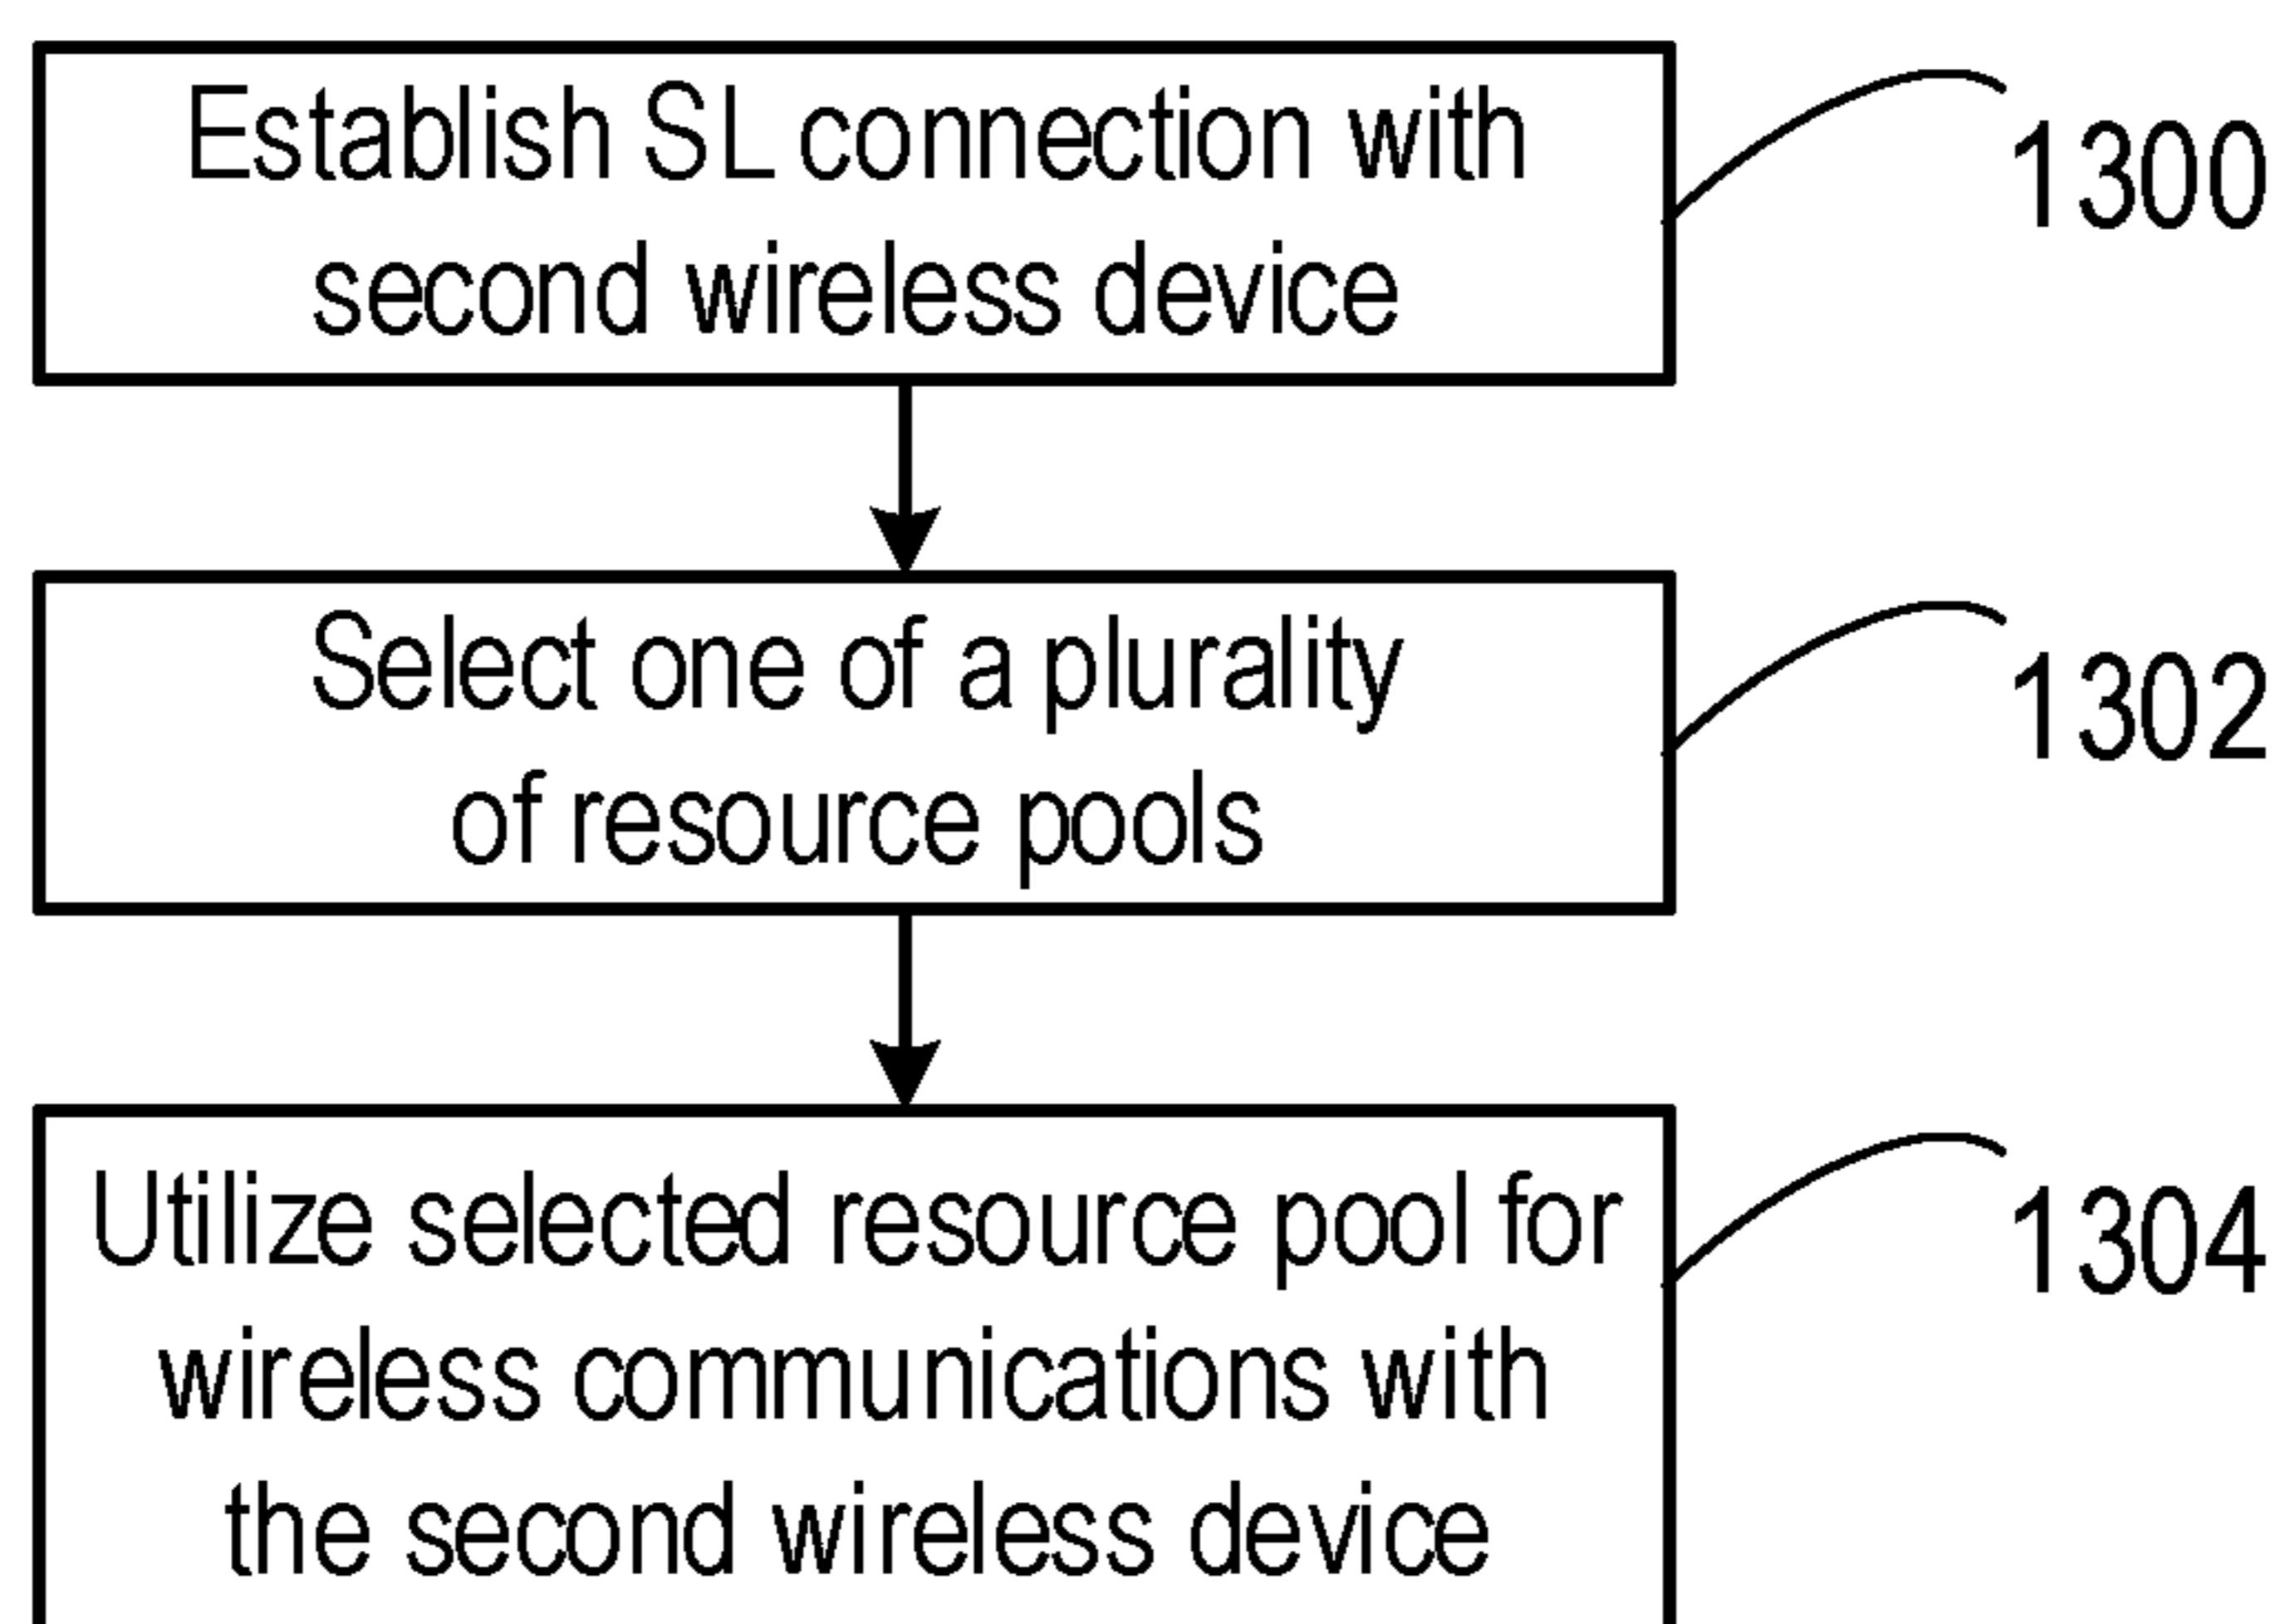 Establish SL connection with
second wireless device
1300
Select one of a plurality
of resource pools
1302
Utilize selected resource pool for
wireless communications with
the second wireless device
1304